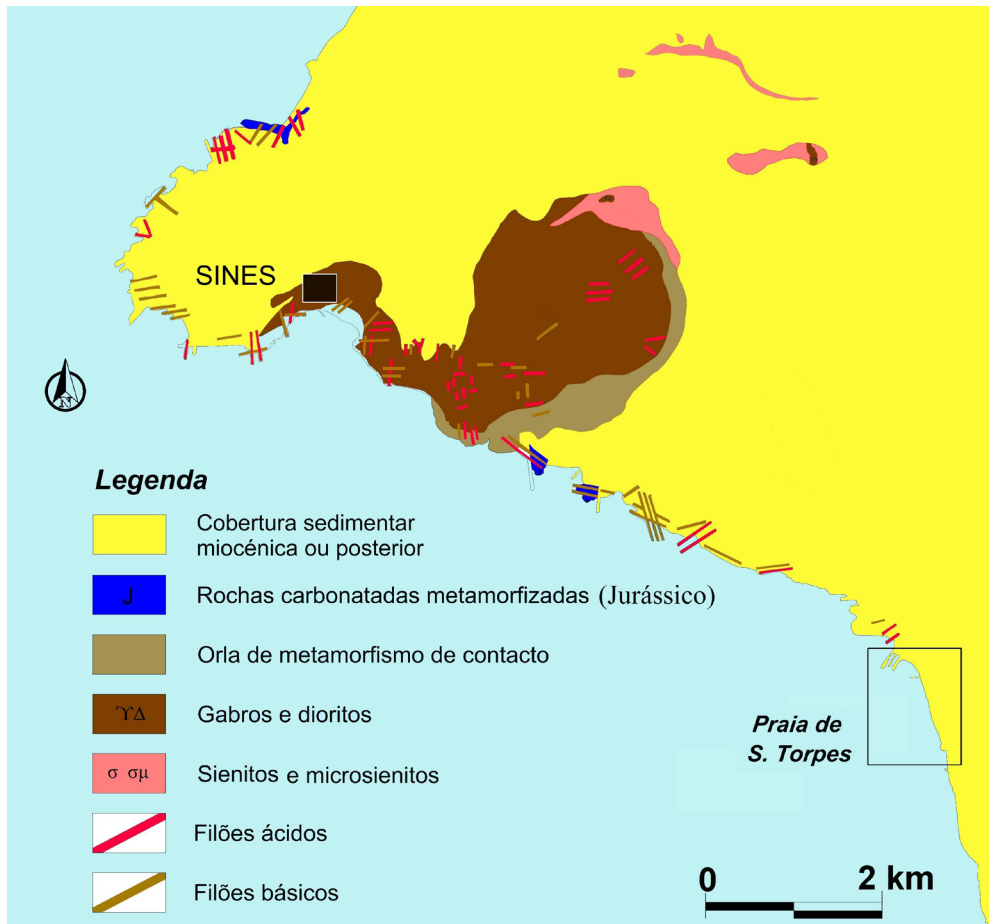 SINES
N
Legenda
Cobertura sedimentar
miocénica ou posterior
J
Rochas carbonatadas metamorfizadas (Jurássico)
Orla de metamorfismo de contacto
ϒΔ
Gabros e dioritos
σ σμ
Sienitos e microsienitos
Filões ácidos
Filões básicos
Praia de
S. Torpes
0 2 km